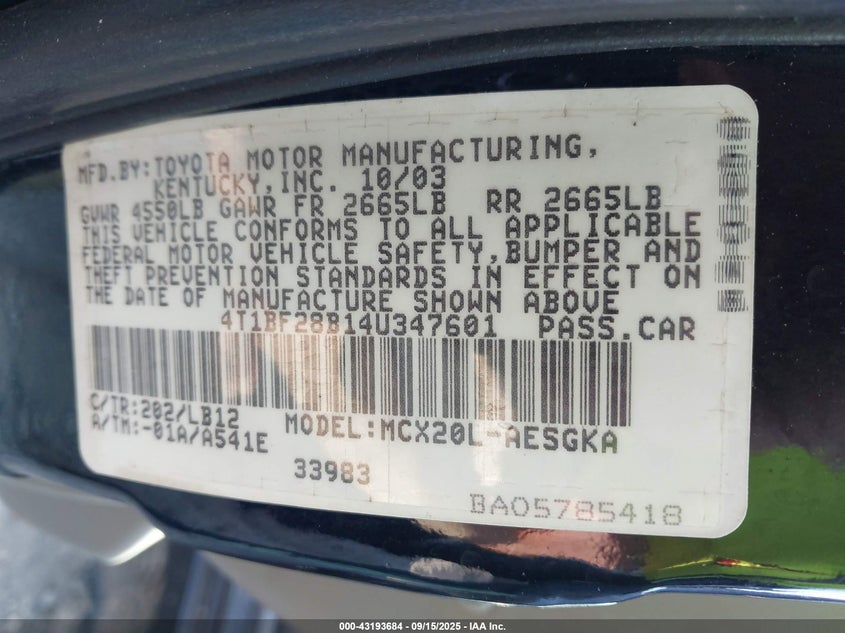 MFD.BY:TOYOTA MOTOR MANUFACTURING,
KENTUCKY,INC. 10/03
GVWR 4550LB GAWR FR 2665LB RR 2665LB
THIS VEHICLE CONFORMS TO ALL APPLICABLE
FEDERAL MOTOR VEHICLE SAFETY,BUMPER AND
THEFT PREVENTION STANDARDS IN EFFECT ON
THE DATE OF MANUFACTURE SHOWN ABOVE
4T1BF28B14U347601 PASS.CAR
C/TR:202/LB12
A/TM:-01A/A541E
MODEL:MCX20L-AESGKA
33983
BA05785418
000-43193684 - 09/15/2025 - IAA Inc.